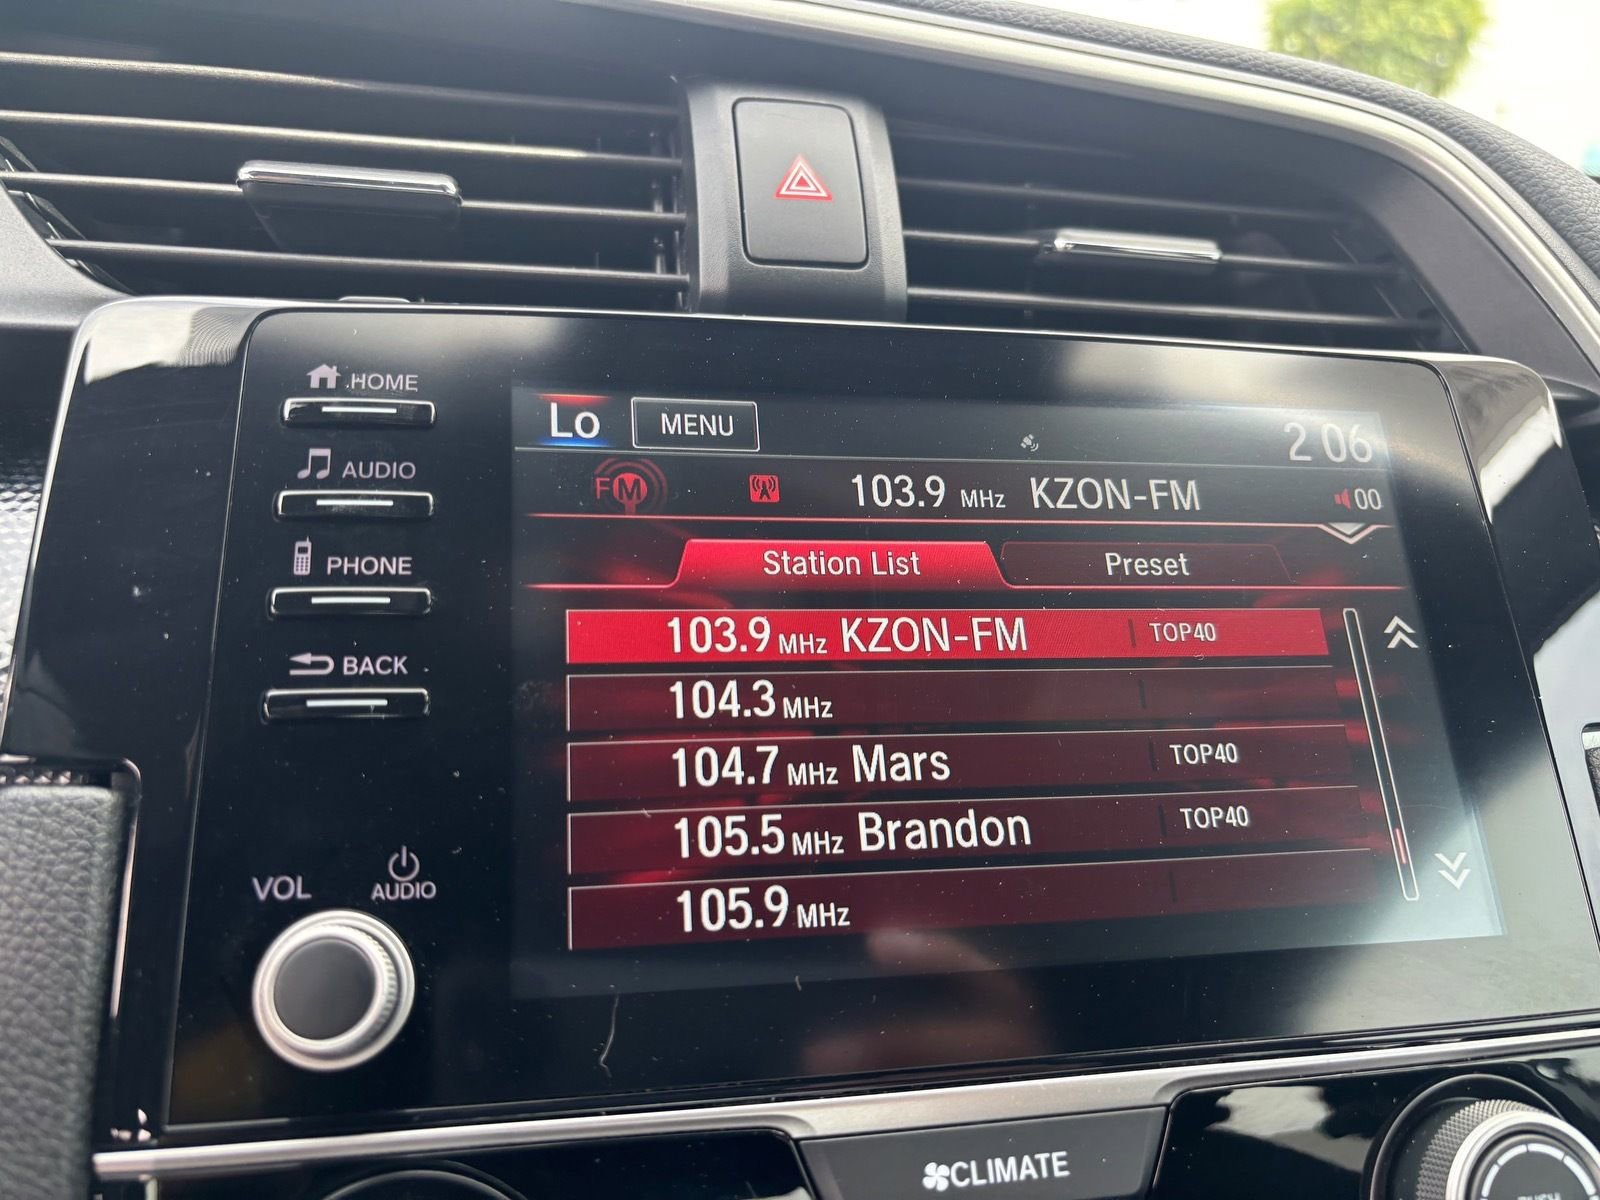 HOME
AUDIO
PHONE
BACK
VOL
AUDIO
Lo MENU 2 06
FM 103.9 MHz KZON-FM 00
Station List Preset
103.9 MHz KZON-FM TOP40
104.3 MHz
104.7 MHz Mars TOP40
105.5 MHz Brandon TOP40
105.9 MHz
CLIMATE